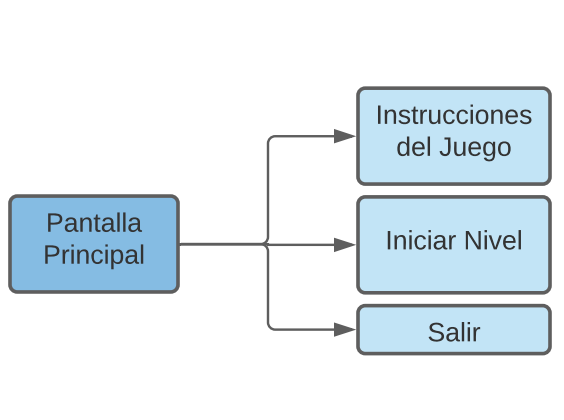 Pantalla
Principal
Instrucciones
del Juego
Iniciar Nivel
Salir